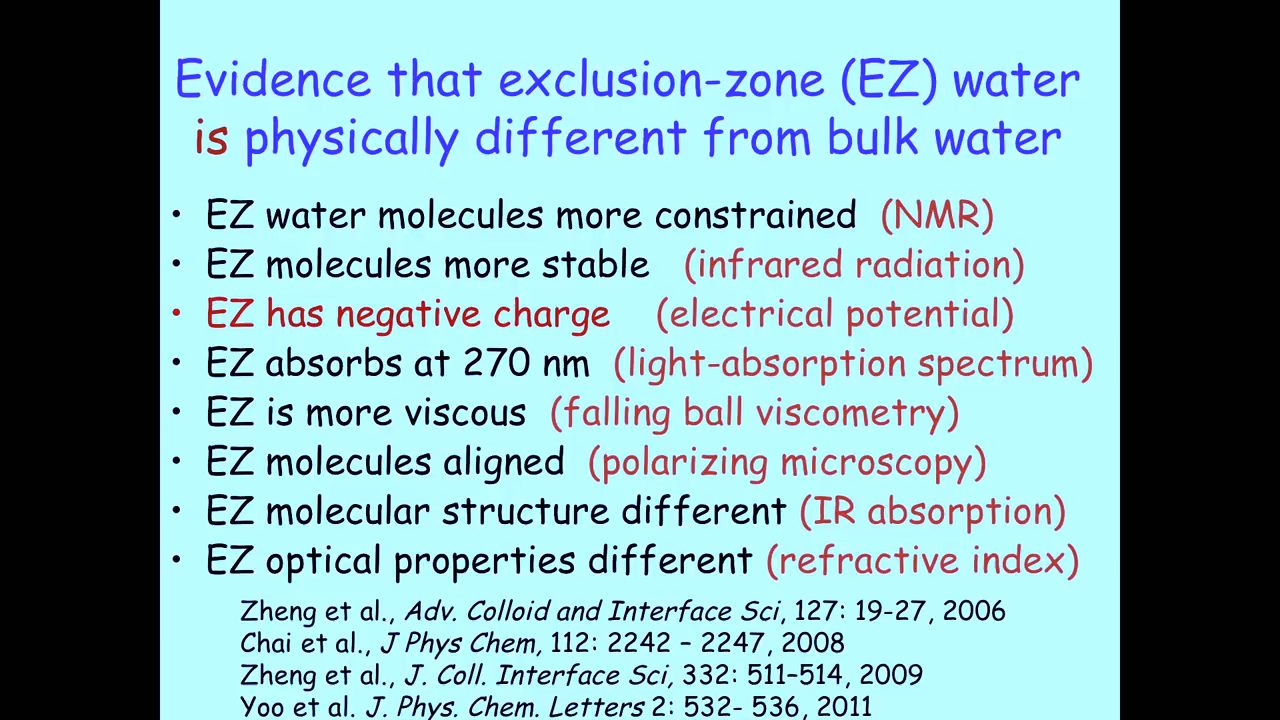 Evidence that exclusion-zone (EZ) water
is physically different from bulk water
• EZ water molecules more constrained (NMR)
• EZ molecules more stable (infrared radiation)
• EZ has negative charge (electrical potential)
• EZ absorbs at 270 nm (light-absorption spectrum)
• EZ is more viscous (falling ball viscometry)
• EZ molecules aligned (polarizing microscopy)
• EZ molecular structure different (IR absorption)
• EZ optical properties different (refractive index)
Zheng et al., Adv. Colloid and Interface Sci, 127: 19-27, 2006
Chai et al., J Phys Chem, 112: 2242 – 2247, 2008
Zheng et al., J. Coll. Interface Sci, 332: 511–514, 2009
Yoo et al. J. Phys. Chem. Letters 2: 532- 536, 2011